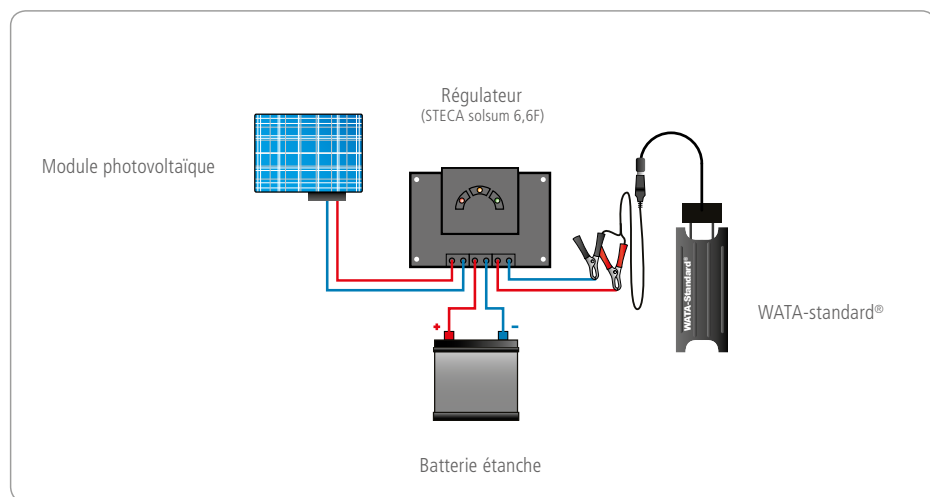 Régulateur
(STECA solsum 6,6F)
Module photovoltaïque
WATA-Standard®
WATA-standard®
+
–
Batterie étanche